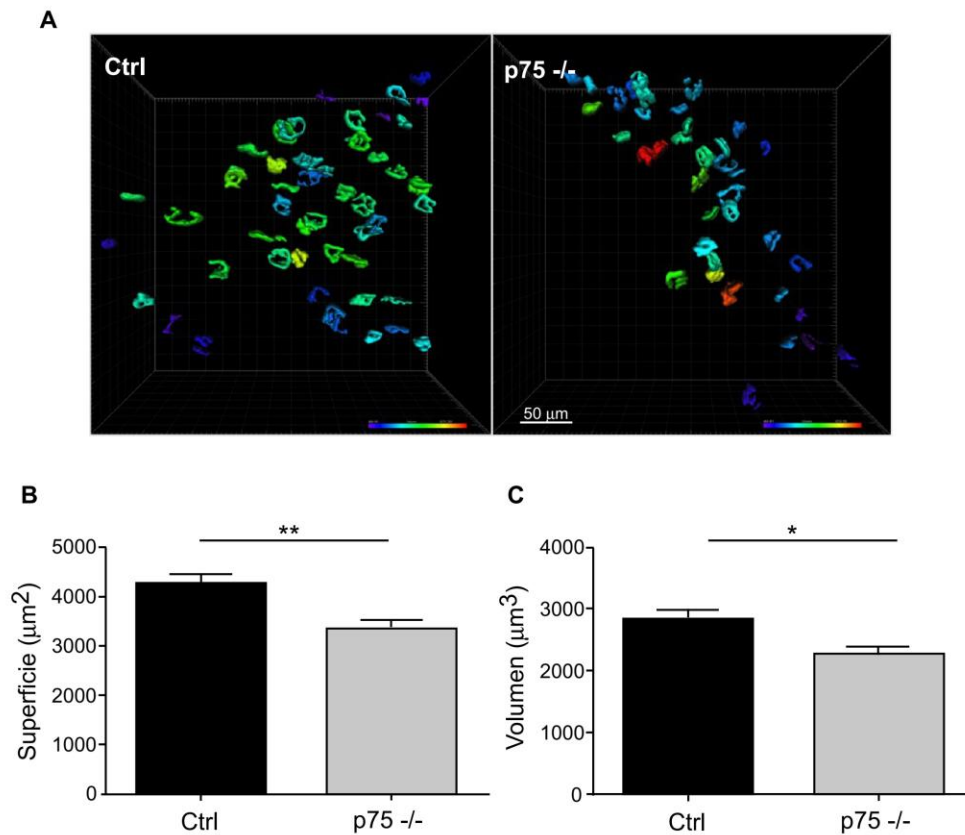 A
Ctrl
p75 -/-
50 μm
B
**
5000
4000
3000
2000
1000
0
Superficie (μm²)
Ctrl
p75 -/-
C
*
4000
3000
2000
1000
0
Volumen (μm³)
Ctrl
p75 -/-